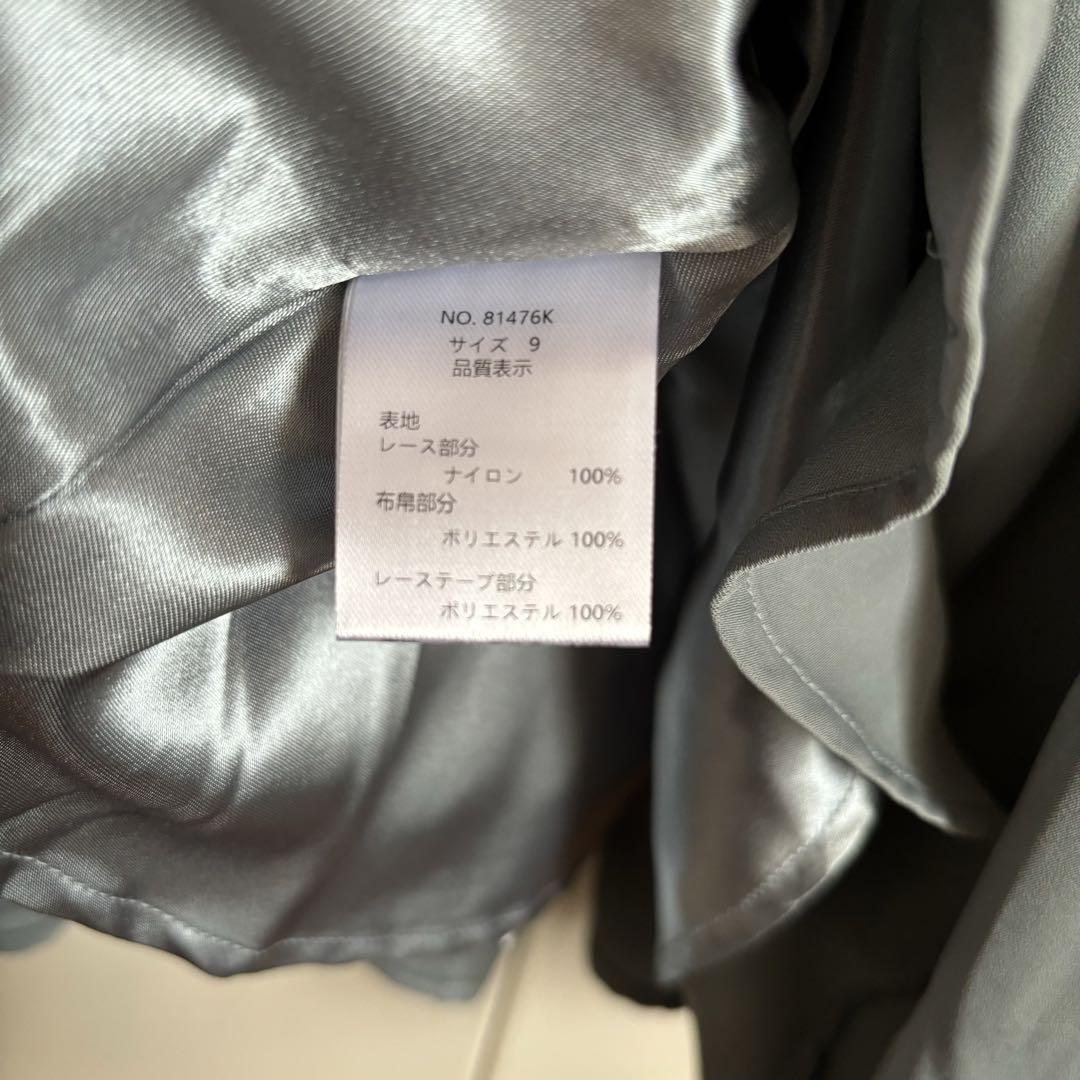 NO. 81476K
サイズ 9
品質表示
表地
レース部分
ナイロン 100%
布帛部分
ポリエステル 100%
レーステープ部分
ポリエステル 100%